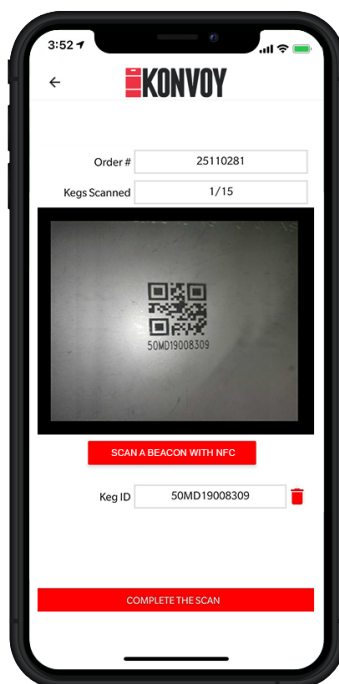 3:52
KONVOY
Order # 25110281
Kegs Scanned 1/15
50MD19008309
SCAN A BEACON WITH NFC
Keg ID 50MD19008309
COMPLETE THE SCAN